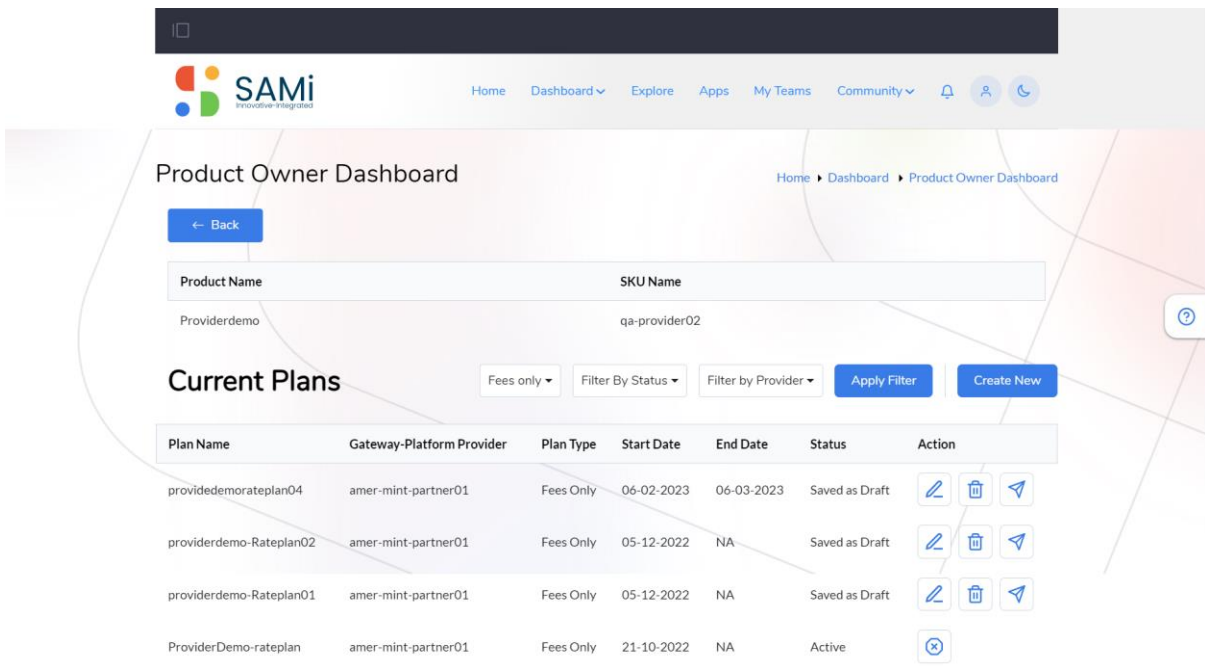 SAMi
Innovative-Integrated
Home Dashboard Explore Apps My Teams Community
Product Owner Dashboard
Home Dashboard Product Owner Dashboard
← Back
Product Name SKU Name
Providerdemo qa-provider02
Current Plans
Fees only Filter By Status Filter by Provider Apply Filter Create New
Plan Name Gateway-Platform Provider Plan Type Start Date End Date Status Action
providedemorateplan04 amer-mint-partner01 Fees Only 06-02-2023 06-03-2023 Saved as Draft
providerdemo-Rateplan02 amer-mint-partner01 Fees Only 05-12-2022 NA Saved as Draft
providerdemo-Rateplan01 amer-mint-partner01 Fees Only 05-12-2022 NA Saved as Draft
ProviderDemo-rateplan amer-mint-partner01 Fees Only 21-10-2022 NA Active